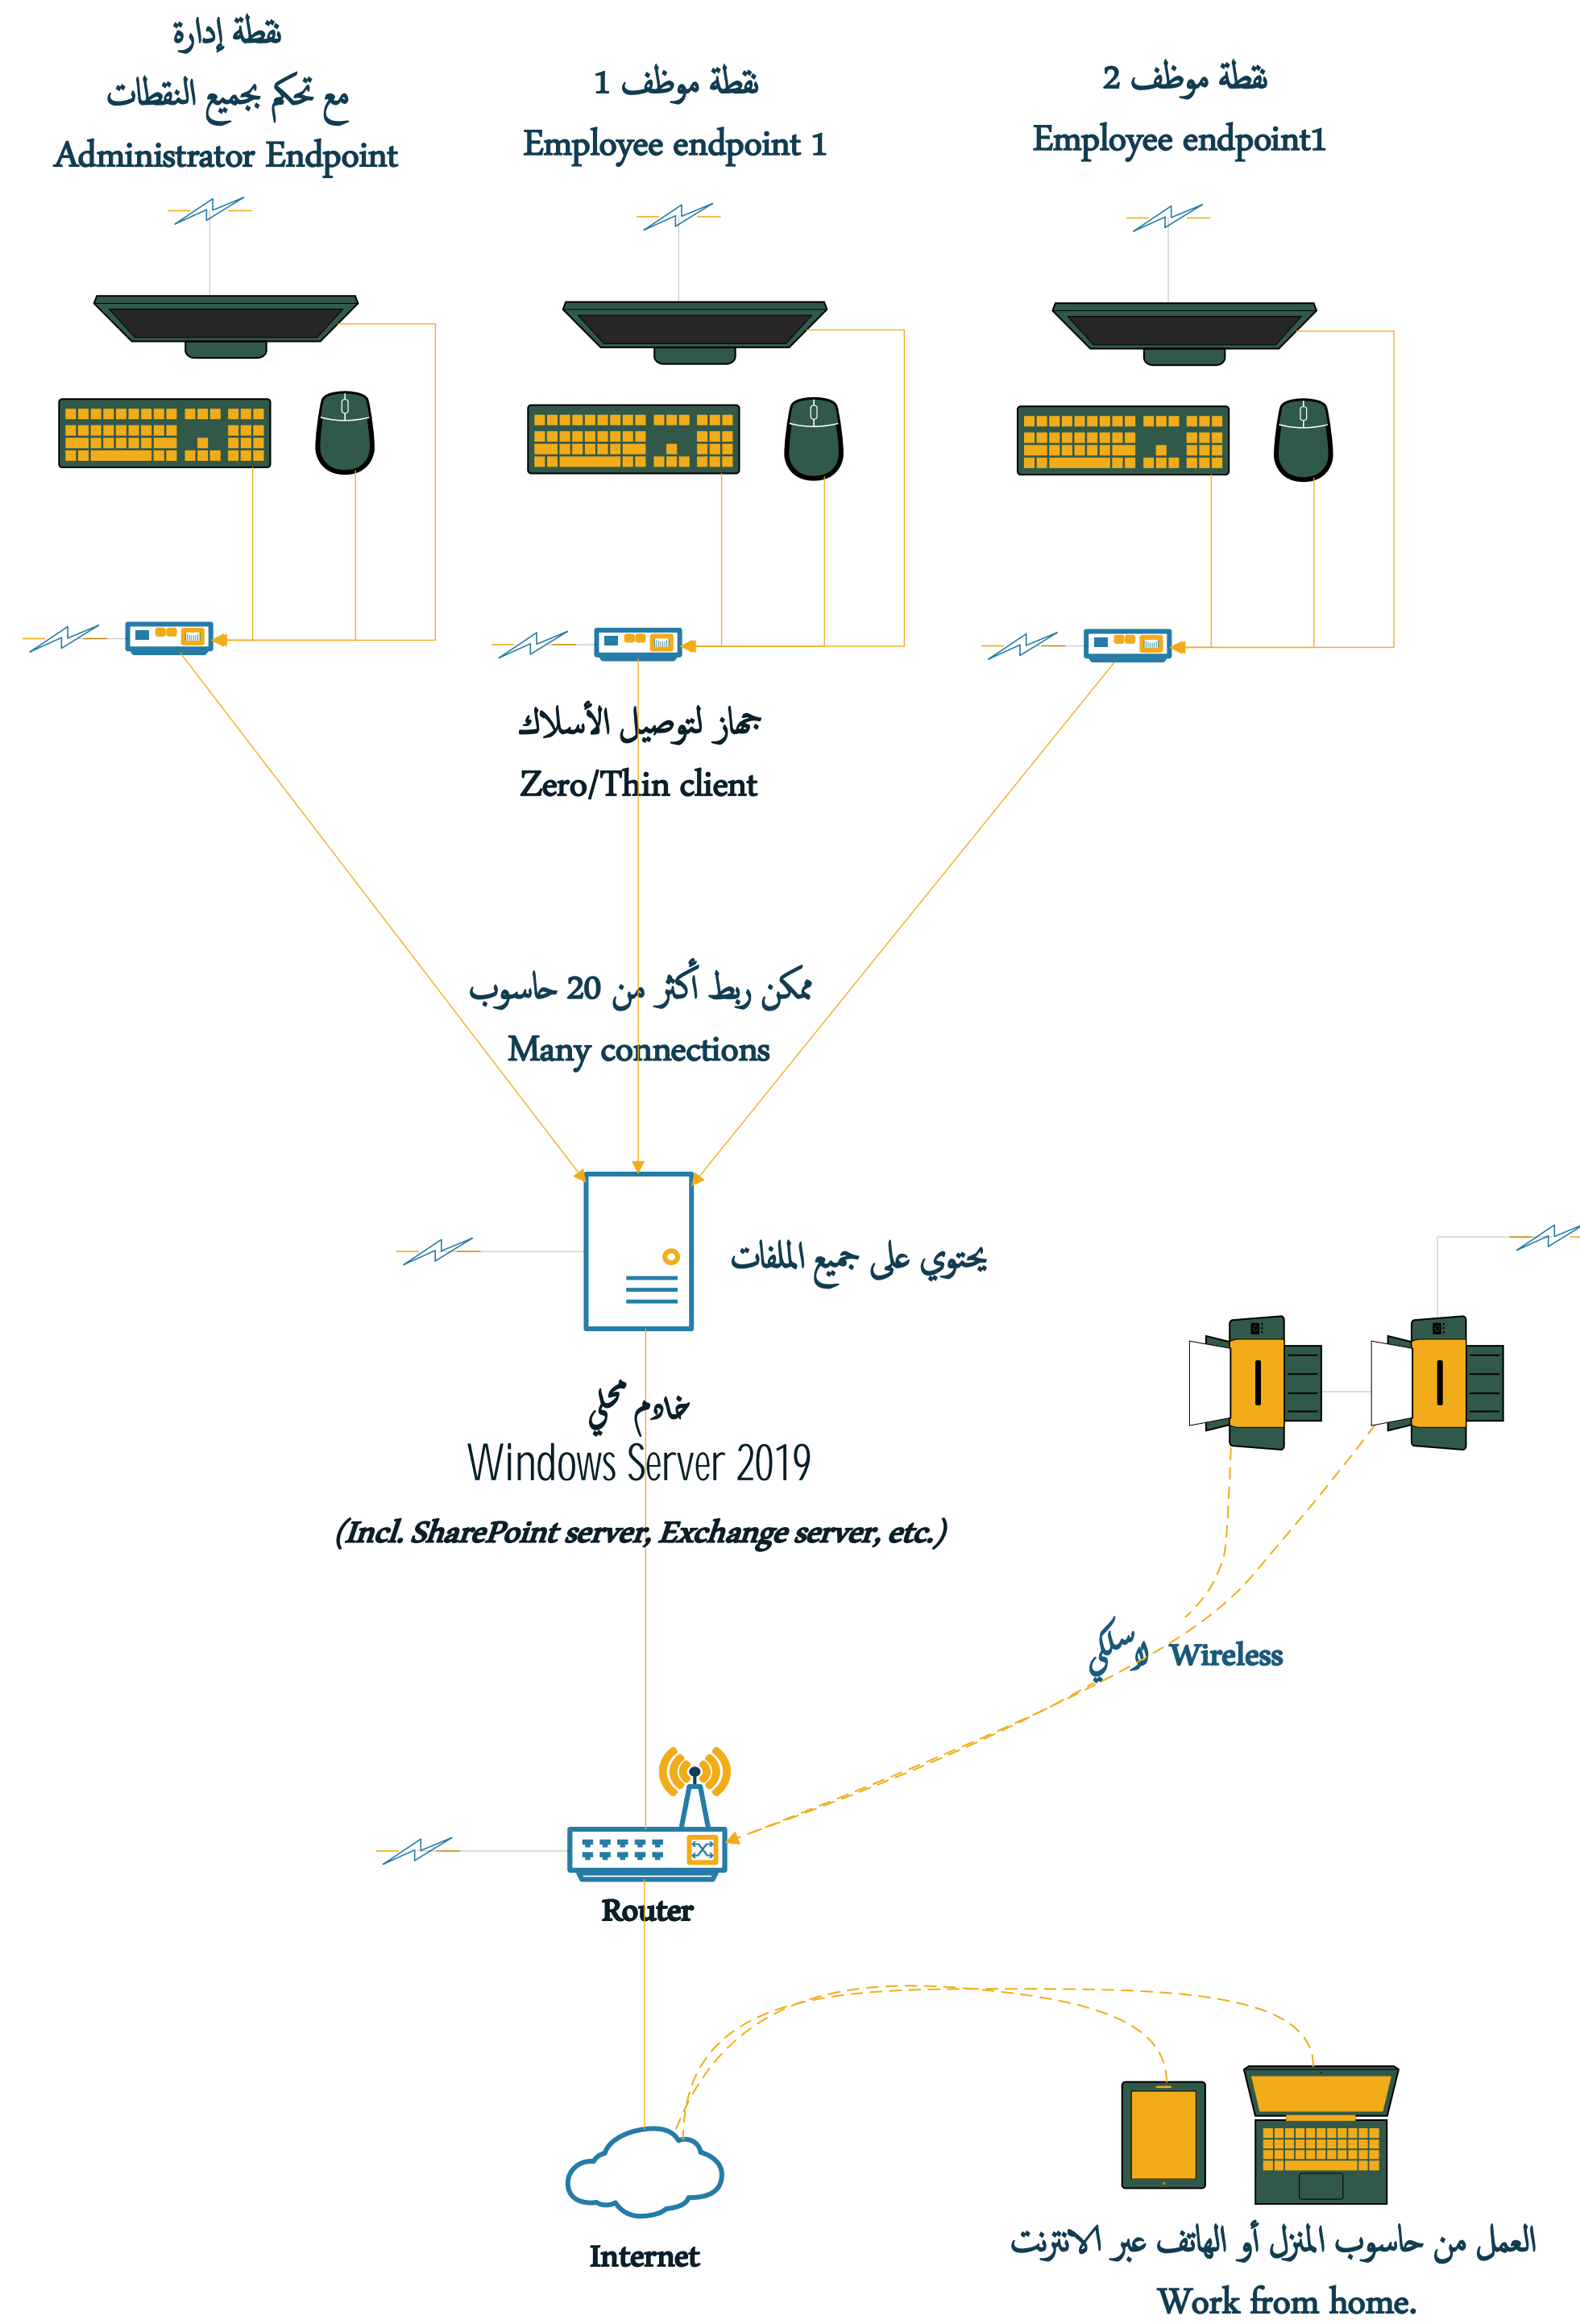 نقطة إدارة
مع تحكم بجميع النقطات
Administrator Endpoint
نقطة موظف 1
Employee endpoint 1
نقطة موظف 2
Employee endpoint1
جهاز لتوصيل الأسلاك
Zero/Thin client
ممكن ربط أكثر من 20 حاسوب
Many connections
يحتوي على جميع الملفات
خادم محلي
Windows Server 2019
(Incl. SharePoint server, Exchange server, etc.)
لاسلكي Wireless
Router
Internet
العمل من حاسوب المنزل أو الهاتف عبر الانترنت
Work from home.